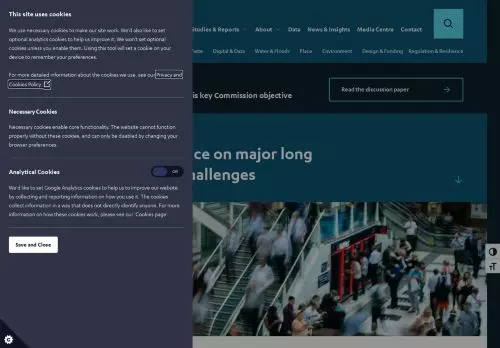 This site uses cookies
We use necessary cookies to make our site work. We'd also like to set
optional analytics cookies to help us improve it. We won't set optional
cookies unless you enable them. Using this tool will set a cookie on your
device to remember your preferences.
For more detailed information about the cookies we use, see our Privacy and
Cookies Policy
Necessary Cookies
Necessary cookies enable core functionality. The website cannot function
properly without these cookies, and can only be disabled by changing your
browser preferences.
Analytical Cookies
Off
We'd like to set Google Analytics cookies to help us improve our website
by collecting and reporting information on how you use it. The cookies
collect information in a way that does not directly identify anyone. For more
information on how these cookies work, please see our 'Cookies page'.
Save and Close
Studies & Reports About Data News & Insights Media Centre Contact
Digital & Data Water & Floods Place Environment Design & Funding Regulation & Resilience
is key Commission objective
Read the discussion paper
ce on major long
allenges